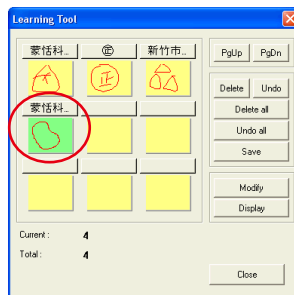 Learning Tool
蒙恬科... ㊣ 新竹市...
PgUp PgDn
正
Delete Undo
蒙恬科...
Delete all
Undo all
Save
Modify
Display
Current : 4
Total : 4
Close